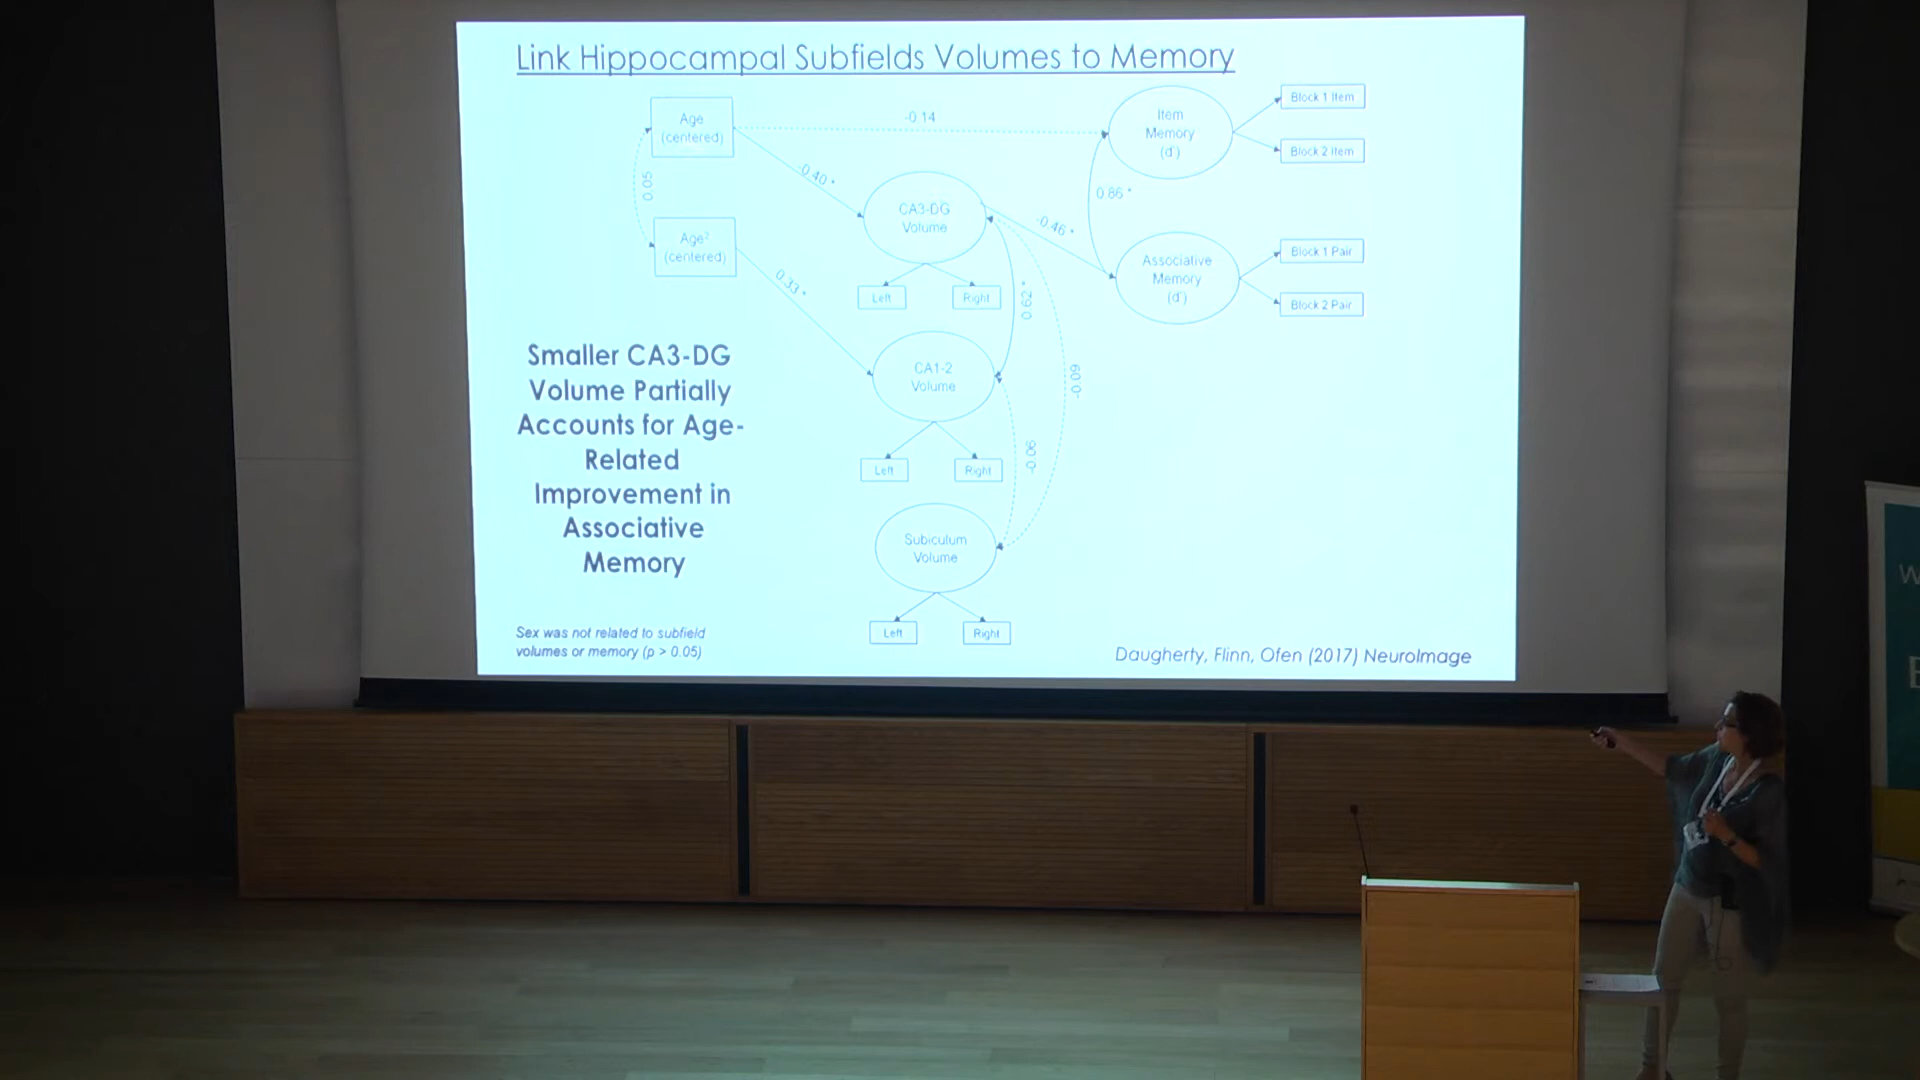 Link Hippocampal Subfields Volumes to Memory
Age
(centered)
-0.14
Item
Memory
(d')
Block 1 Item
Block 2 Item
0.05
-0.40 *
CA3-DG
Volume
0.86 *
-0.46 *
Age²
(centered)
0.33 *
Left
Right
0.62 *
Associative
Memory
(d')
Block 1 Pair
Block 2 Pair
Smaller CA3-DG
Volume Partially
Accounts for Age-
Related
Improvement in
Associative
Memory
CA1-2
Volume
-0.09
Left
Right
-0.06
Subiculum
Volume
Left
Right
Sex was not related to subfield
volumes or memory (p > 0.05)
Daugherty, Flinn, Ofen (2017) NeuroImage